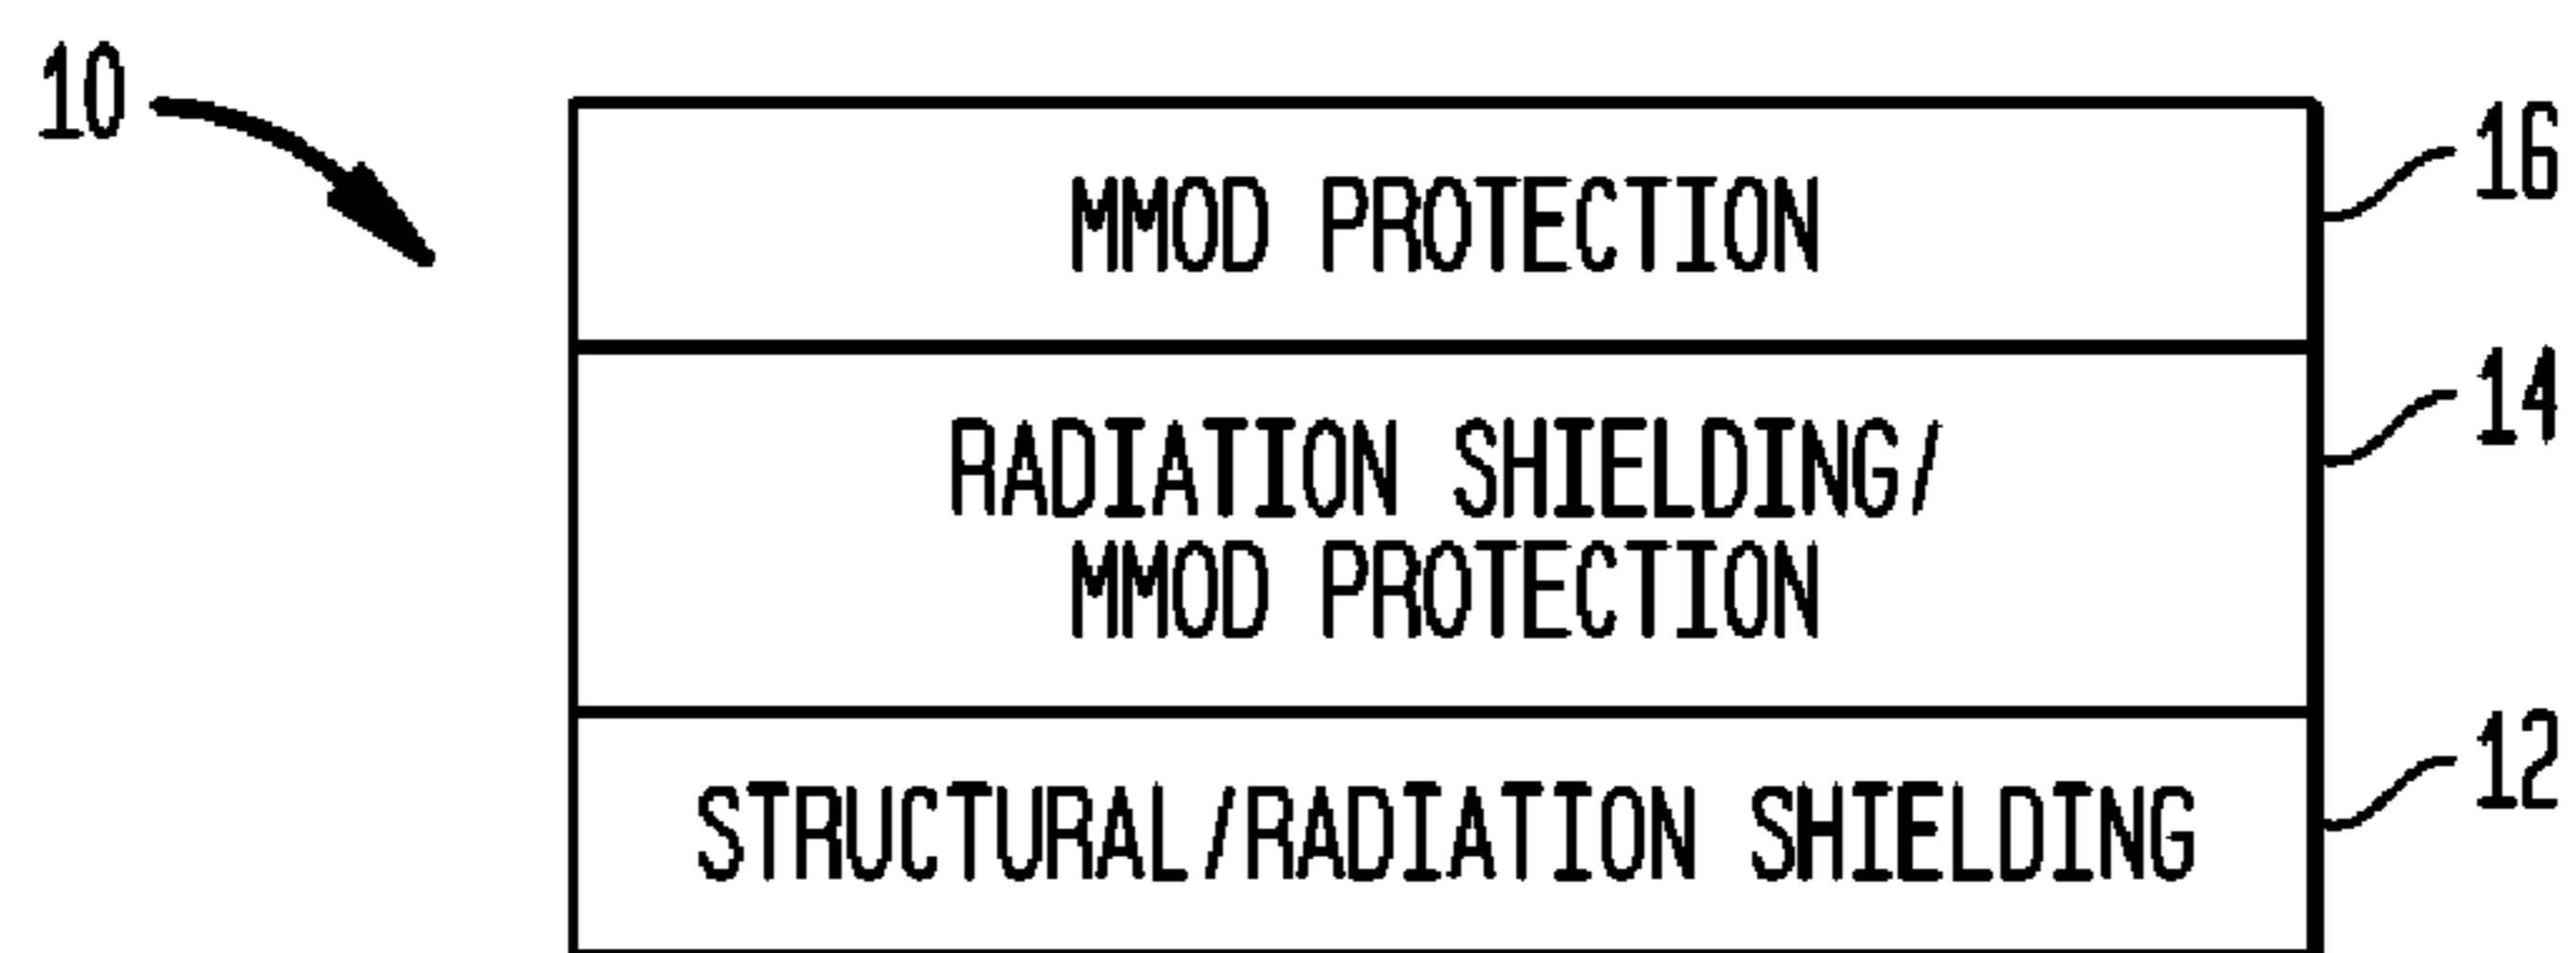 10
MMOD PROTECTION
16
RADIATION SHIELDING/
MMOD PROTECTION
14
STRUCTURAL/RADIATION SHIELDING
12